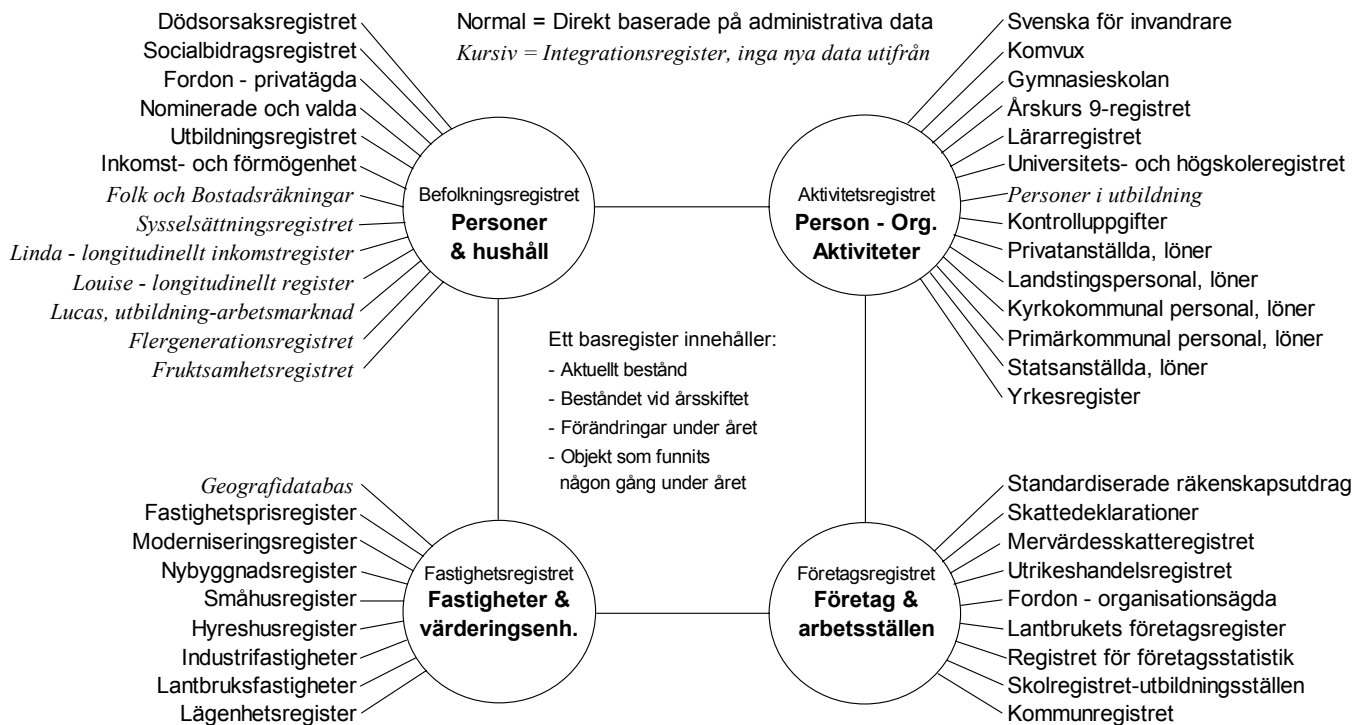 Dödsorsaksregistret
Socialbidragsregistret
Fordon - privatägda
Nominerade och valda
Utbildningsregistret
Inkomst- och förmögenhet
Folk och Bostadsräkningar
Sysselsättningsregistret
Linda - longitudinellt inkomstregister
Louise - longitudinellt register
Lucas, utbildning-arbetsmarknad
Flergenerationsregistret
Fruktsamhetsregistret
Normal = Direkt baserade på administrativa data
Kursiv = Integrationsregister, inga nya data utifrån
Befolkningsregistret
Personer
& hushåll
Aktivitetsregistret
Person - Org.
Aktiviteter
Svenska för invandrare
Komvux
Gymnasieskolan
Årskurs 9-registret
Lärarregistret
Universitets- och högskoleregistret
Personer i utbildning
Kontrolluppgifter
Privatanställda, löner
Landstingspersonal, löner
Kyrkokommunal personal, löner
Primärkommunal personal, löner
Statsanställda, löner
Yrkesregister
Ett basregister innehåller:
- Aktuellt bestånd
- Beståndet vid årsskiftet
- Förändringar under året
- Objekt som funnits
någon gång under året
Geografidatabas
Fastighetsprisregister
Moderniseringsregister
Nybyggnadsregister
Småhusregister
Hyreshusregister
Industrifastigheter
Lantbruksfastigheter
Lägenhetsregister
Fastighetsregistret
Fastigheter &
värderingsenh.
Företagsregistret
Företag &
arbetsställen
Standardiserade räkenskapsutdrag
Skattedeklarationer
Mervärdesskatteregistret
Utrikeshandelsregistret
Fordon - organisationsägda
Lantbrukets företagsregister
Registret för företagsstatistik
Skolregistret-utbildningsställen
Kommunregistret